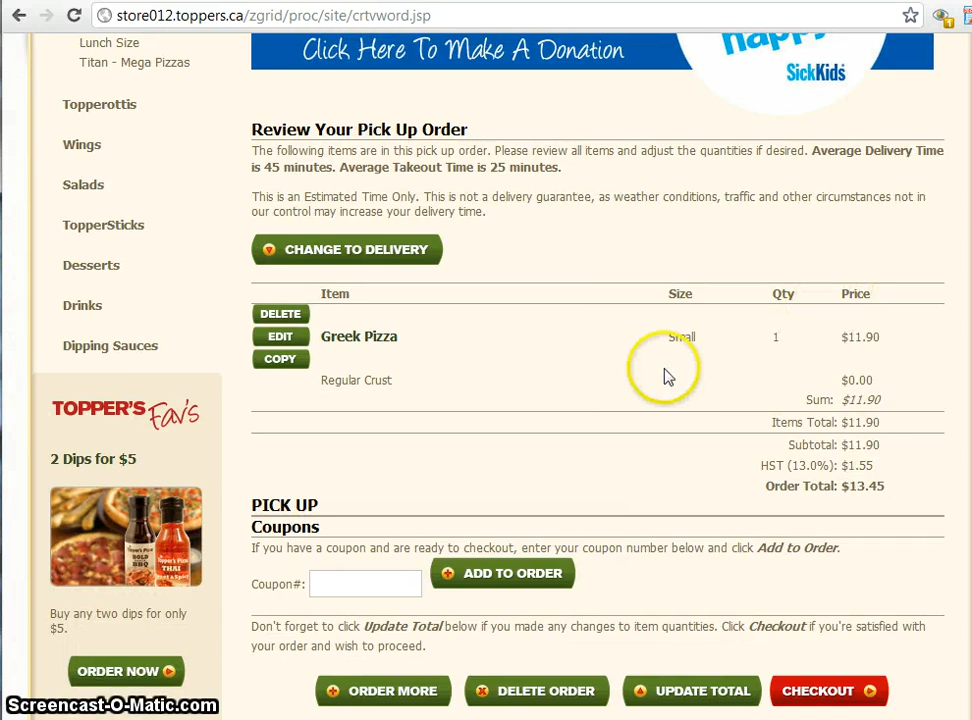 store012.toppers.ca/zgrid/proc/site/crtvword.jsp
Lunch Size
Titan - Mega Pizzas
Topperottis
Wings
Salads
TopperSticks
Desserts
Drinks
Dipping Sauces
TOPPER'S Fav's
2 Dips for $5
Buy any two dips for only
$5.
ORDER NOW
Click Here To Make A Donation
happy
SickKids
Review Your Pick Up Order
The following items are in this pick up order. Please review all items and adjust the quantities if desired. Average Delivery Time
is 45 minutes. Average Takeout Time is 25 minutes.
This is an Estimated Time Only. This is not a delivery guarantee, as weather conditions, traffic and other circumstances not in
our control may increase your delivery time.
CHANGE TO DELIVERY
Item Size Qty Price
DELETE
EDIT Greek Pizza Small 1 $11.90
COPY
Regular Crust $0.00
Sum: $11.90
Items Total: $11.90
Subtotal: $11.90
HST (13.0%): $1.55
Order Total: $13.45
PICK UP
Coupons
If you have a coupon and are ready to checkout, enter your coupon number below and click Add to Order.
Coupon#: ADD TO ORDER
Don't forget to click Update Total below if you made any changes to item quantities. Click Checkout if you're satisfied with
your order and wish to proceed.
ORDER MORE DELETE ORDER UPDATE TOTAL CHECKOUT
Screencast-O-Matic.com